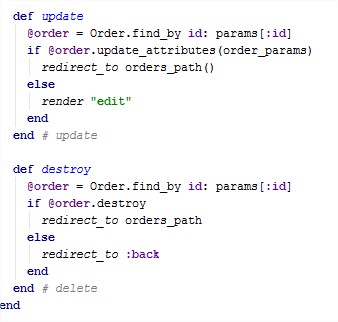 def update
@order = Order.find_by id: params[:id]
if @order.update_attributes(order_params)
redirect_to orders_path()
else
render "edit"
end
end # update
def destroy
@order = Order.find_by id: params[:id]
if @order.destroy
redirect_to orders_path
else
redirect_to :back
end
end # delete
end